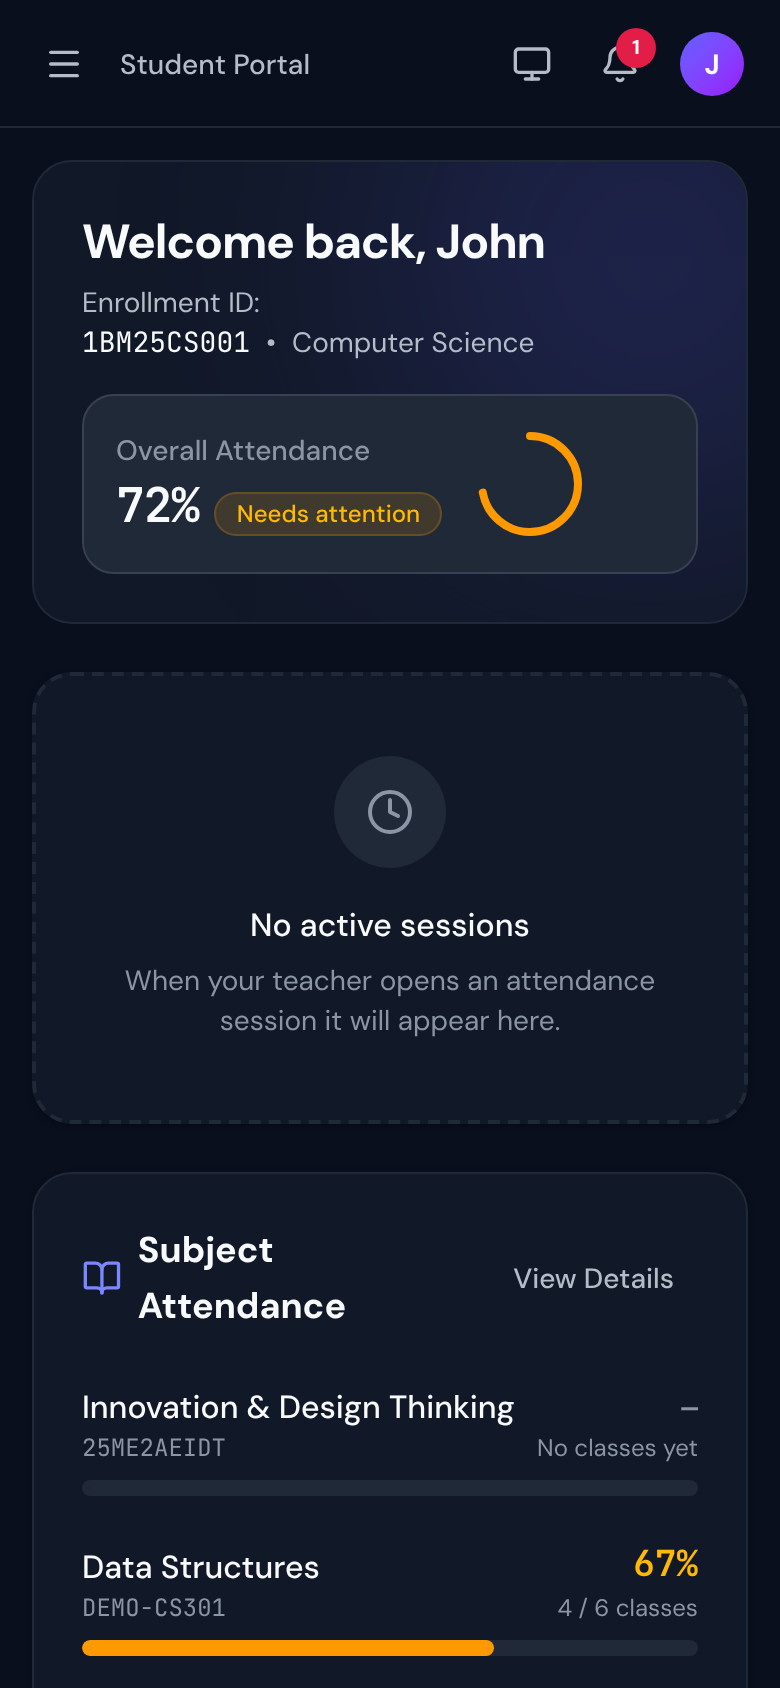 Student Portal
1
J
Welcome back, John
Enrollment ID:
1BM25CS001 • Computer Science
Overall Attendance
72% Needs attention
No active sessions
When your teacher opens an attendance
session it will appear here.
Subject
Attendance
View Details
Innovation & Design Thinking –
25ME2AEIDT No classes yet
Data Structures 67%
DEMO-CS301 4 / 6 classes